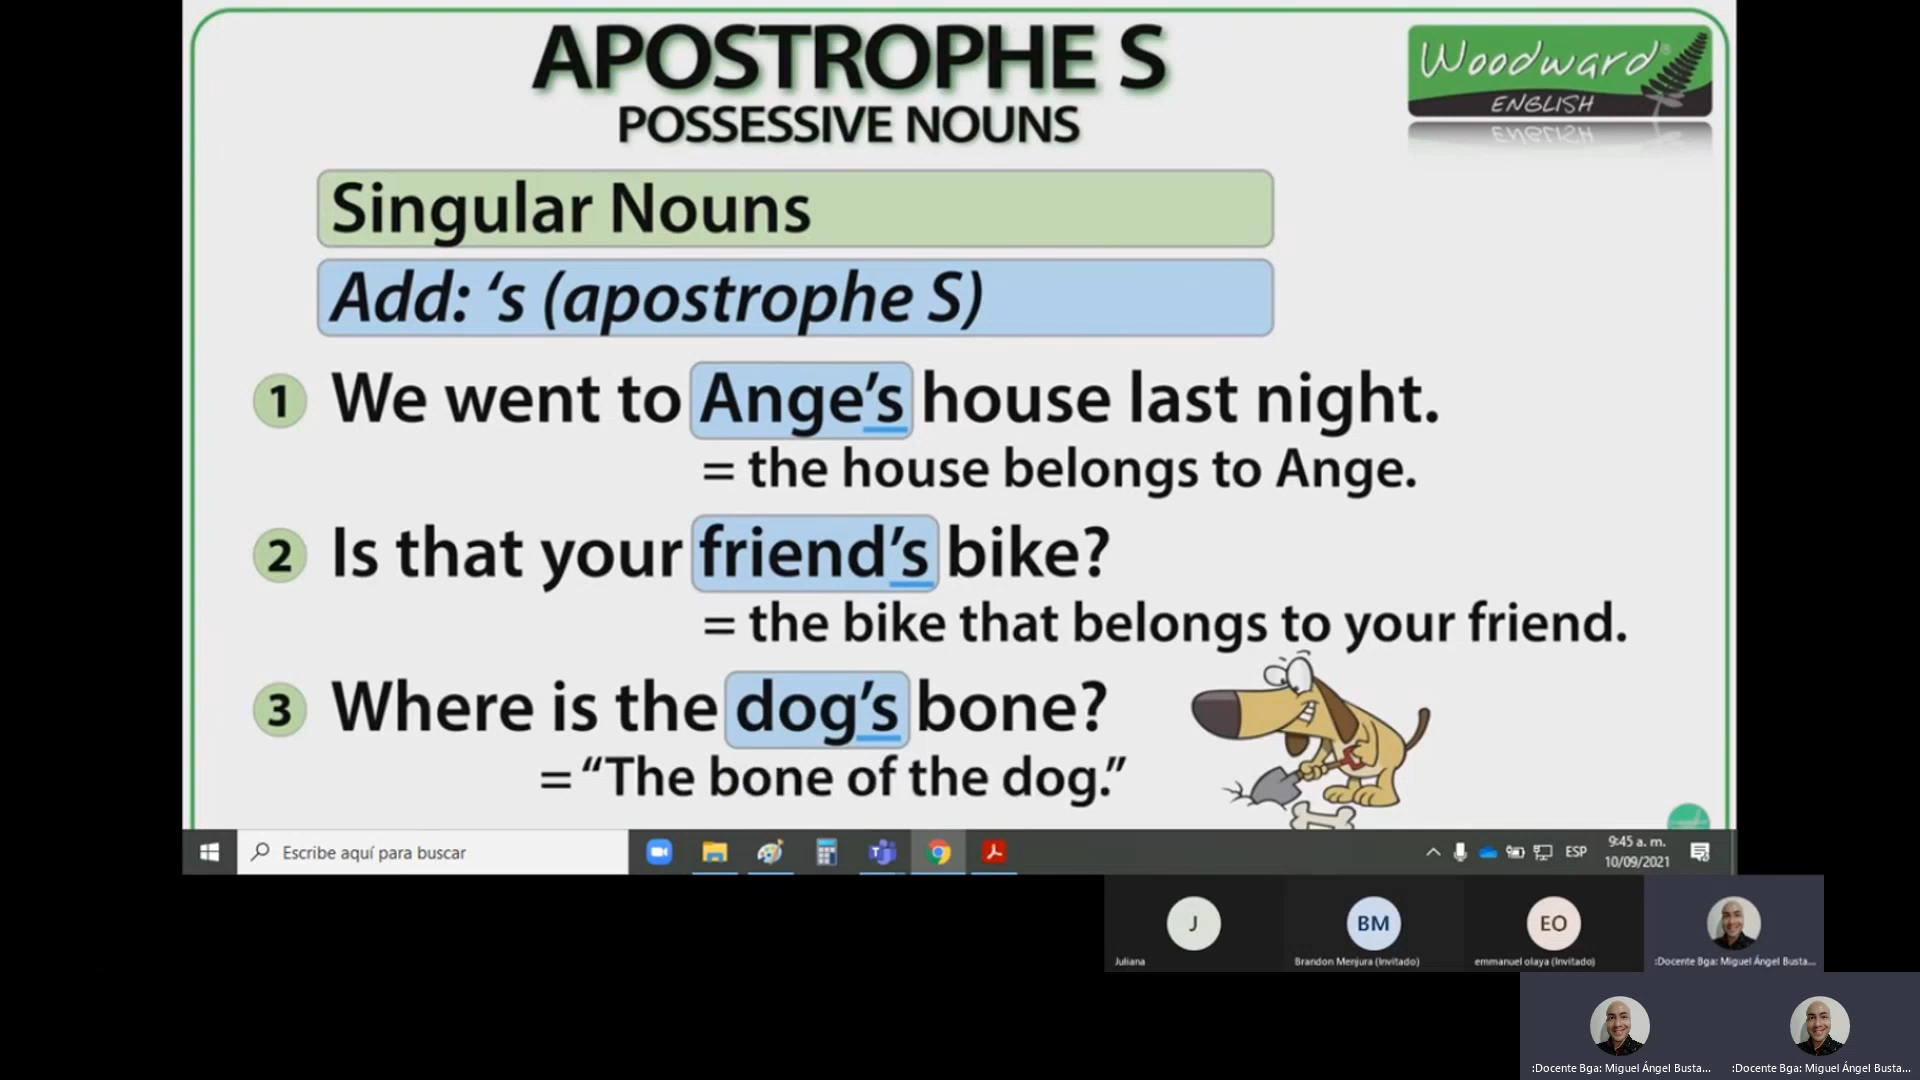 APOSTROPHE S
POSSESSIVE NOUNS
Woodward®
ENGLISH
Singular Nouns
Add: ‘s (apostrophe S)
1 We went to Ange’s house last night.
= the house belongs to Ange.
2 Is that your friend’s bike?
= the bike that belongs to your friend.
3 Where is the dog’s bone?
= “The bone of the dog.”
Escribe aquí para buscar
ESP
9:45 a. m.
10/09/2021
J
BM
EO
Juliana
Brandon Menjura (Invitado)
emmanuel olaya (Invitado)
:Docente Bga: Miguel Ángel Busta...
:Docente Bga: Miguel Ángel Busta...
:Docente Bga: Miguel Ángel Busta...